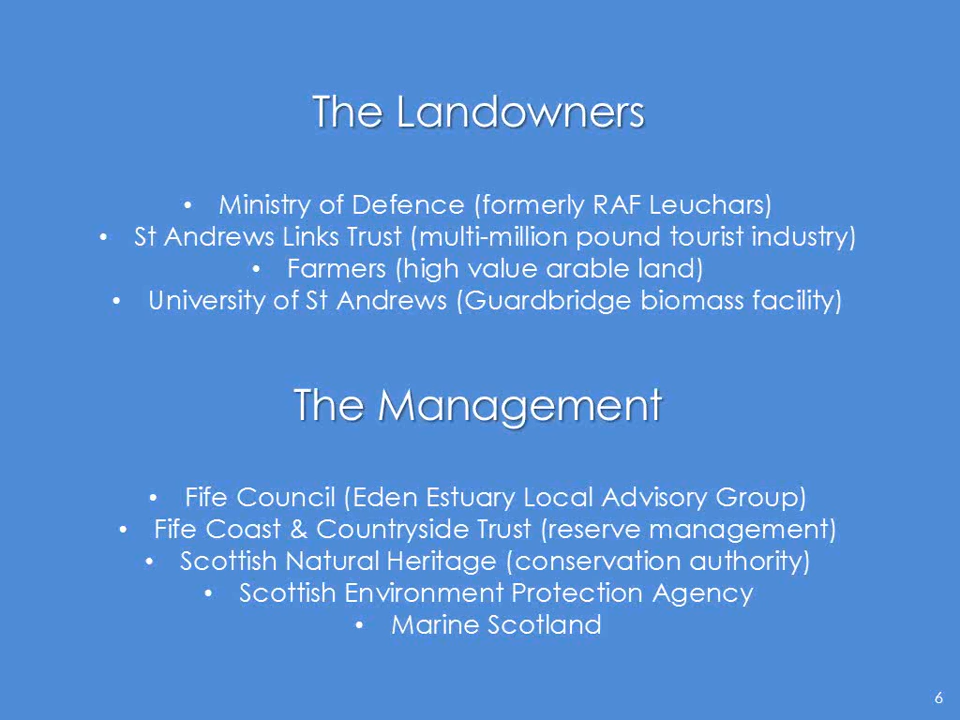 The Landowners
• Ministry of Defence (formerly RAF Leuchars)
• St Andrews Links Trust (multi-million pound tourist industry)
• Farmers (high value arable land)
• University of St Andrews (Guardbridge biomass facility)
The Management
• Fife Council (Eden Estuary Local Advisory Group)
• Fife Coast & Countryside Trust (reserve management)
• Scottish Natural Heritage (conservation authority)
• Scottish Environment Protection Agency
• Marine Scotland
6